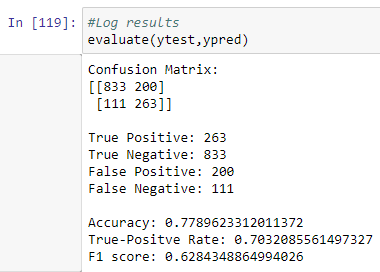 In [119]: #Log results
evaluate(ytest,ypred)
Confusion Matrix:
[[833 200]
[111 263]]
True Positive: 263
True Negative: 833
False Positive: 200
False Negative: 111
Accuracy: 0.7789623312011372
True-Positve Rate: 0.7032085561497327
F1 score: 0.6284348864994026